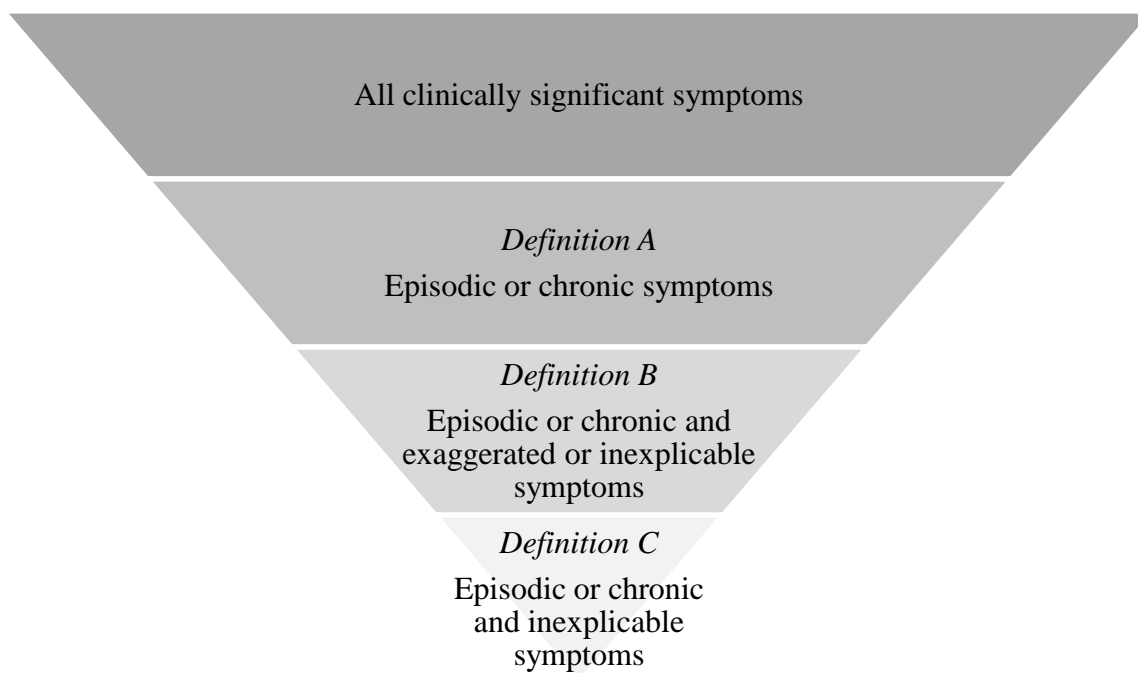 All clinically significant symptoms
Definition A
Episodic or chronic symptoms
Definition B
Episodic or chronic and
exaggerated or inexplicable
symptoms
Definition C
Episodic or chronic
and inexplicable
symptoms